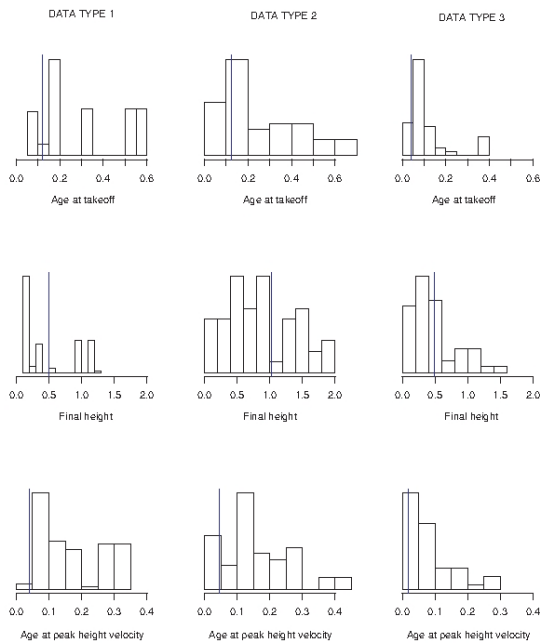 DATA TYPE 1 DATA TYPE 2 DATA TYPE 3
0.0 0.2 0.4 0.6 0.0 0.2 0.4 0.6 0.0 0.2 0.4 0.6
Age at takeoff Age at takeoff Age at takeoff
0.0 0.5 1.0 1.5 2.0 0.0 0.5 1.0 1.5 2.0 0.0 0.5 1.0 1.5 2.0
Final height Final height Final height
0.0 0.1 0.2 0.3 0.4 0.0 0.1 0.2 0.3 0.4 0.0 0.1 0.2 0.3 0.4
Age at peak height velocity Age at peak height velocity Age at peak height velocity